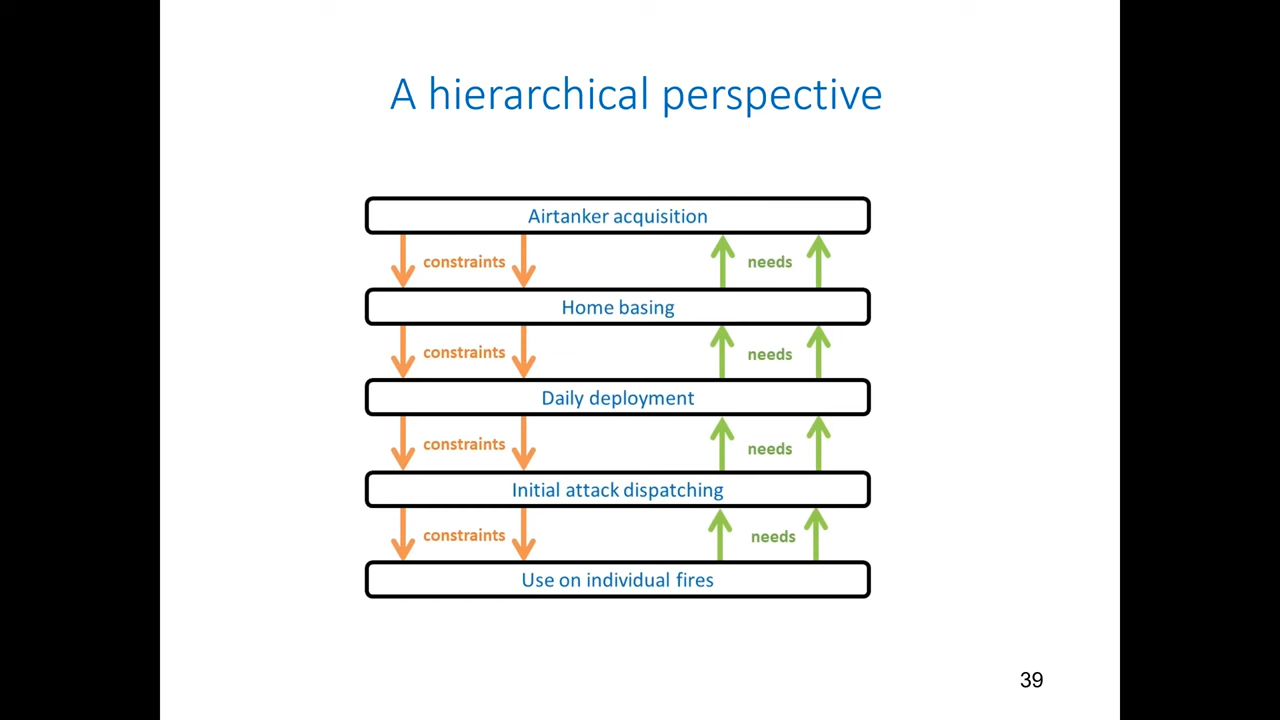 A hierarchical perspective
Airtanker acquisition
constraints needs
Home basing
constraints needs
Daily deployment
constraints needs
Initial attack dispatching
constraints needs
Use on individual fires
39